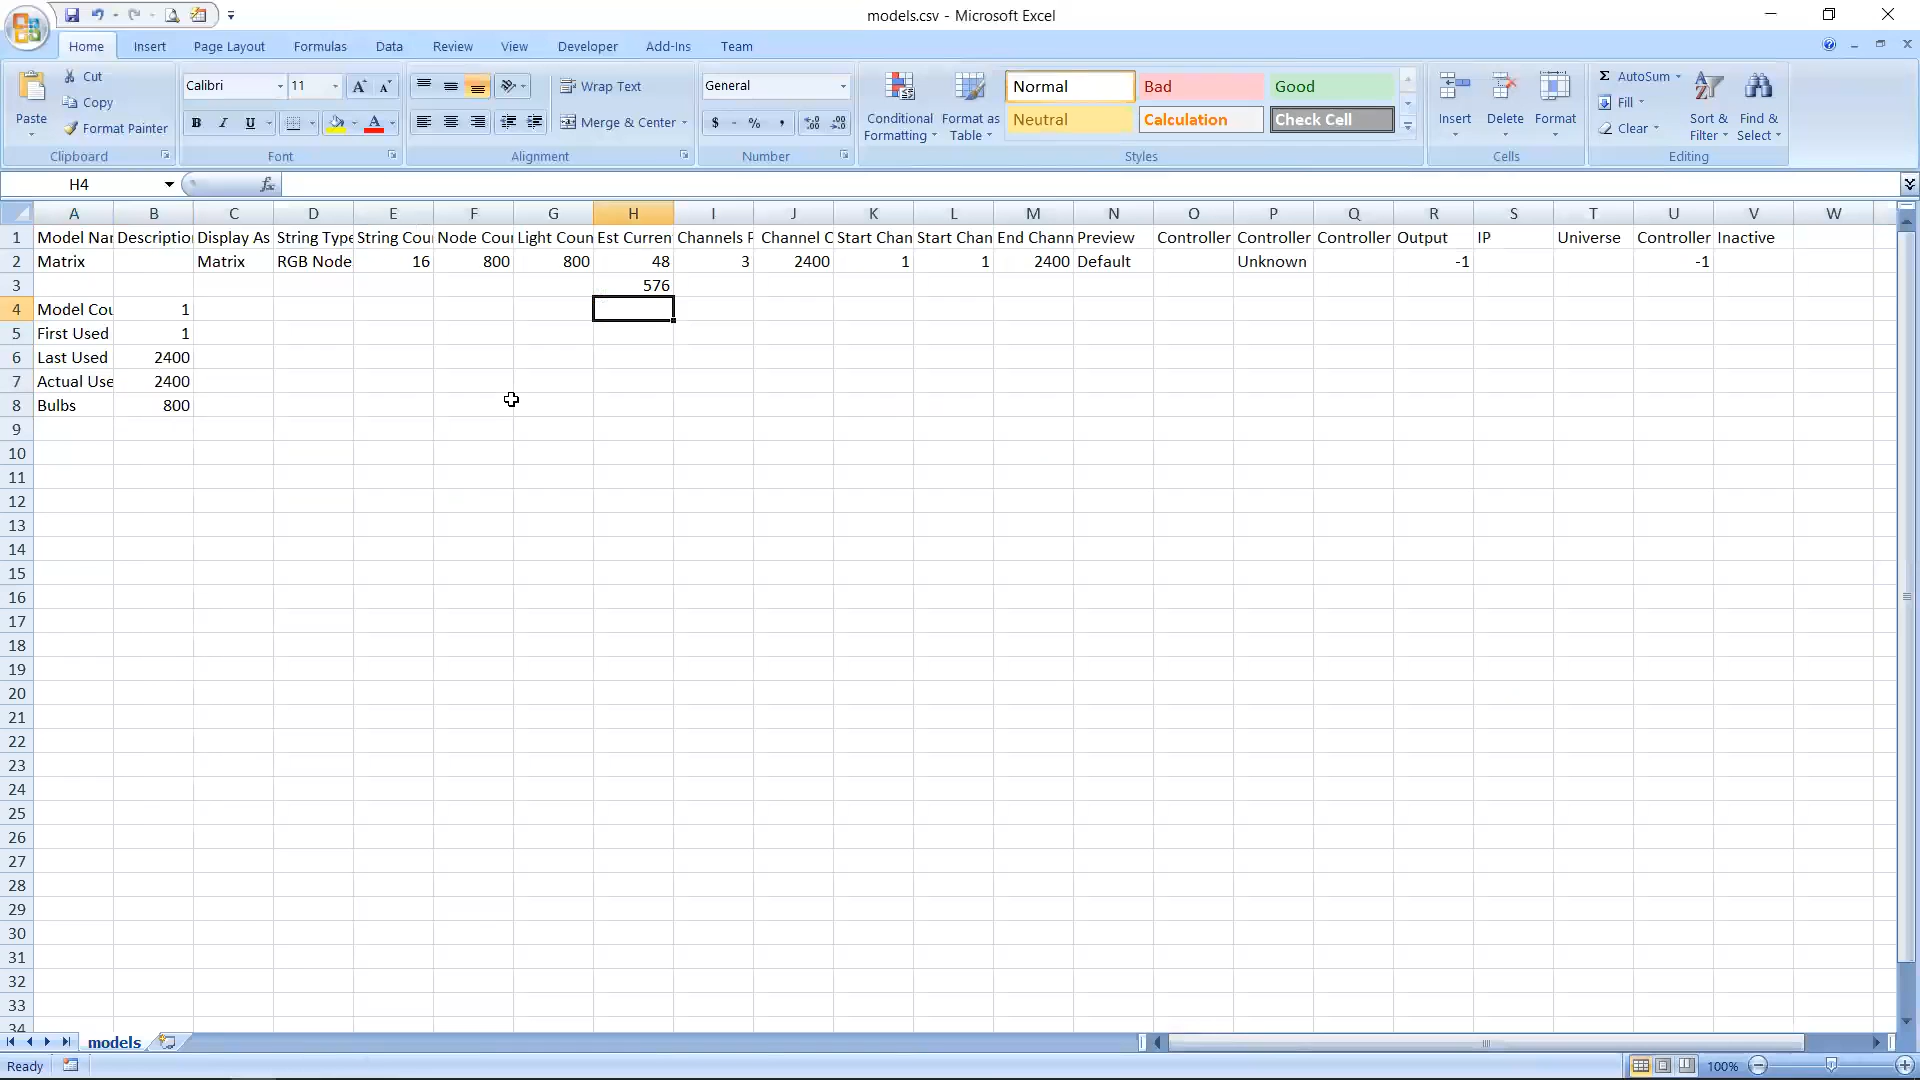 models.csv - Microsoft Excel
Home Insert Page Layout Formulas Data Review View Developer Add-Ins Team
Paste
Cut
Copy
Format Painter
Clipboard
Calibri 11
B I U
Font
Wrap Text
Merge & Center
Alignment
General
$ % ,
Number
Conditional Formatting
Format as Table
Normal Bad Good
Neutral Calculation Check Cell
Styles
Insert Delete Format
Cells
Σ AutoSum
Fill
Clear
Sort & Filter
Find & Select
Editing
H4 fx
A B C D E F G H I J K L M N O P Q R S T U V W
1 Model Nar Description Display As String Type String Cour Node Cour Light Coun Est Current Channels P Channel C Start Chan Start Chan End Chann Preview Controller Controller Controller Output IP Universe Controller Inactive
2 Matrix Matrix RGB Node 16 800 800 48 3 2400 1 1 2400 Default Unknown -1 -1
3 576
4 Model Cou 1
5 First Used 1
6 Last Used 2400
7 Actual Use 2400
8 Bulbs 800
9
10
11
12
13
14
15
16
17
18
19
20
21
22
23
24
25
26
27
28
29
30
31
32
33
34
models
Ready 100%